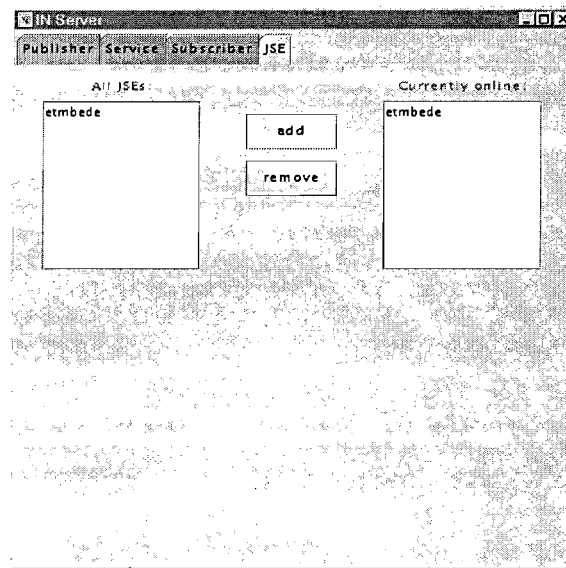 IN Server
Publisher Service Subscriber JSE
All JSEs: Currently online:
etmbede add etmbede
remove